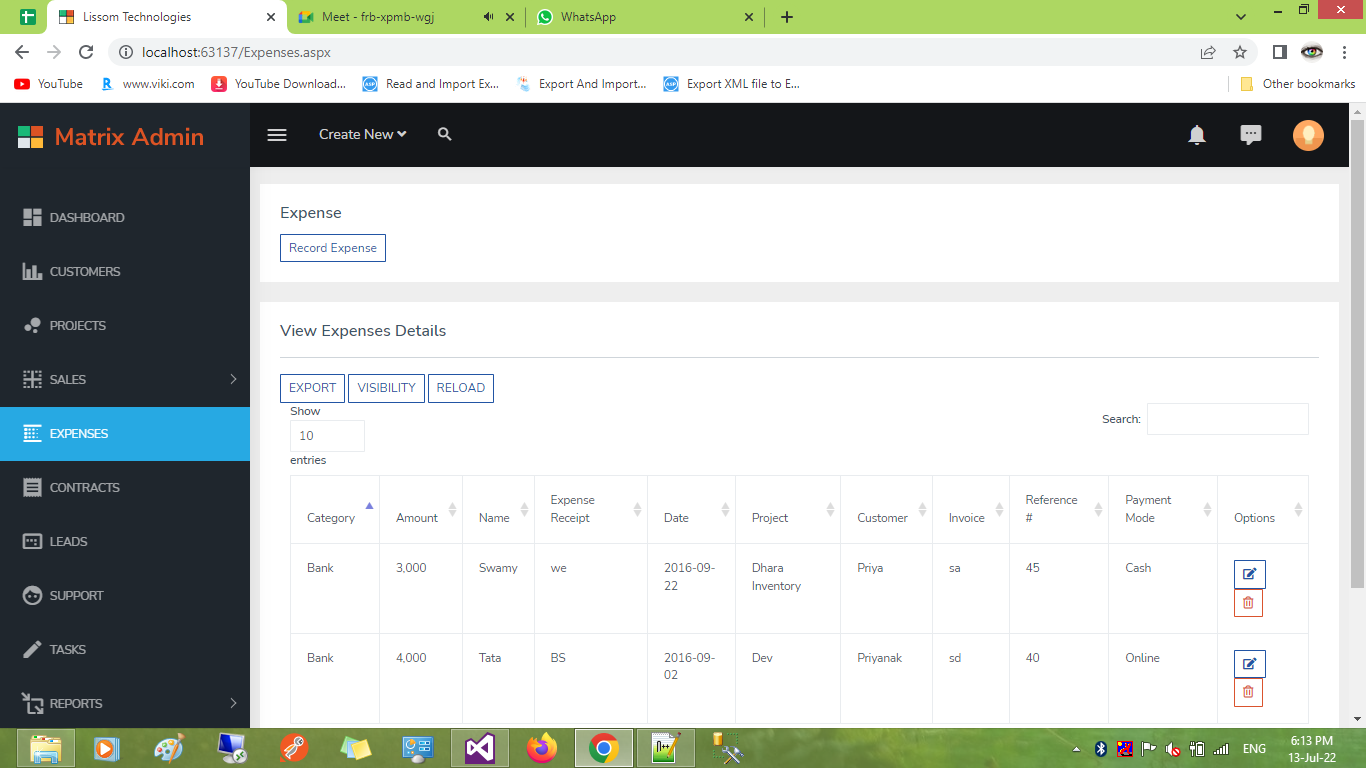 Lissom Technologies
Meet - frb-xpmb-wgj
WhatsApp
localhost:63137/Expenses.aspx
YouTube
www.viki.com
YouTube Download...
Read and Import Ex...
Export And Import...
Export XML file to E...
Other bookmarks
Matrix Admin
Create New
DASHBOARD
CUSTOMERS
PROJECTS
SALES
EXPENSES
CONTRACTS
LEADS
SUPPORT
TASKS
REPORTS
Expense
Record Expense
View Expenses Details
EXPORT VISIBILITY RELOAD
Show
10
entries
Search:
Category Amount Name Expense Receipt Date Project Customer Invoice Reference # Payment Mode Options
Bank 3,000 Swamy we 2016-09-22 Dhara Inventory Priya sa 45 Cash
Bank 4,000 Tata BS 2016-09-02 Dev Priyanak sd 40 Online
ENG
6:13 PM
13-Jul-22